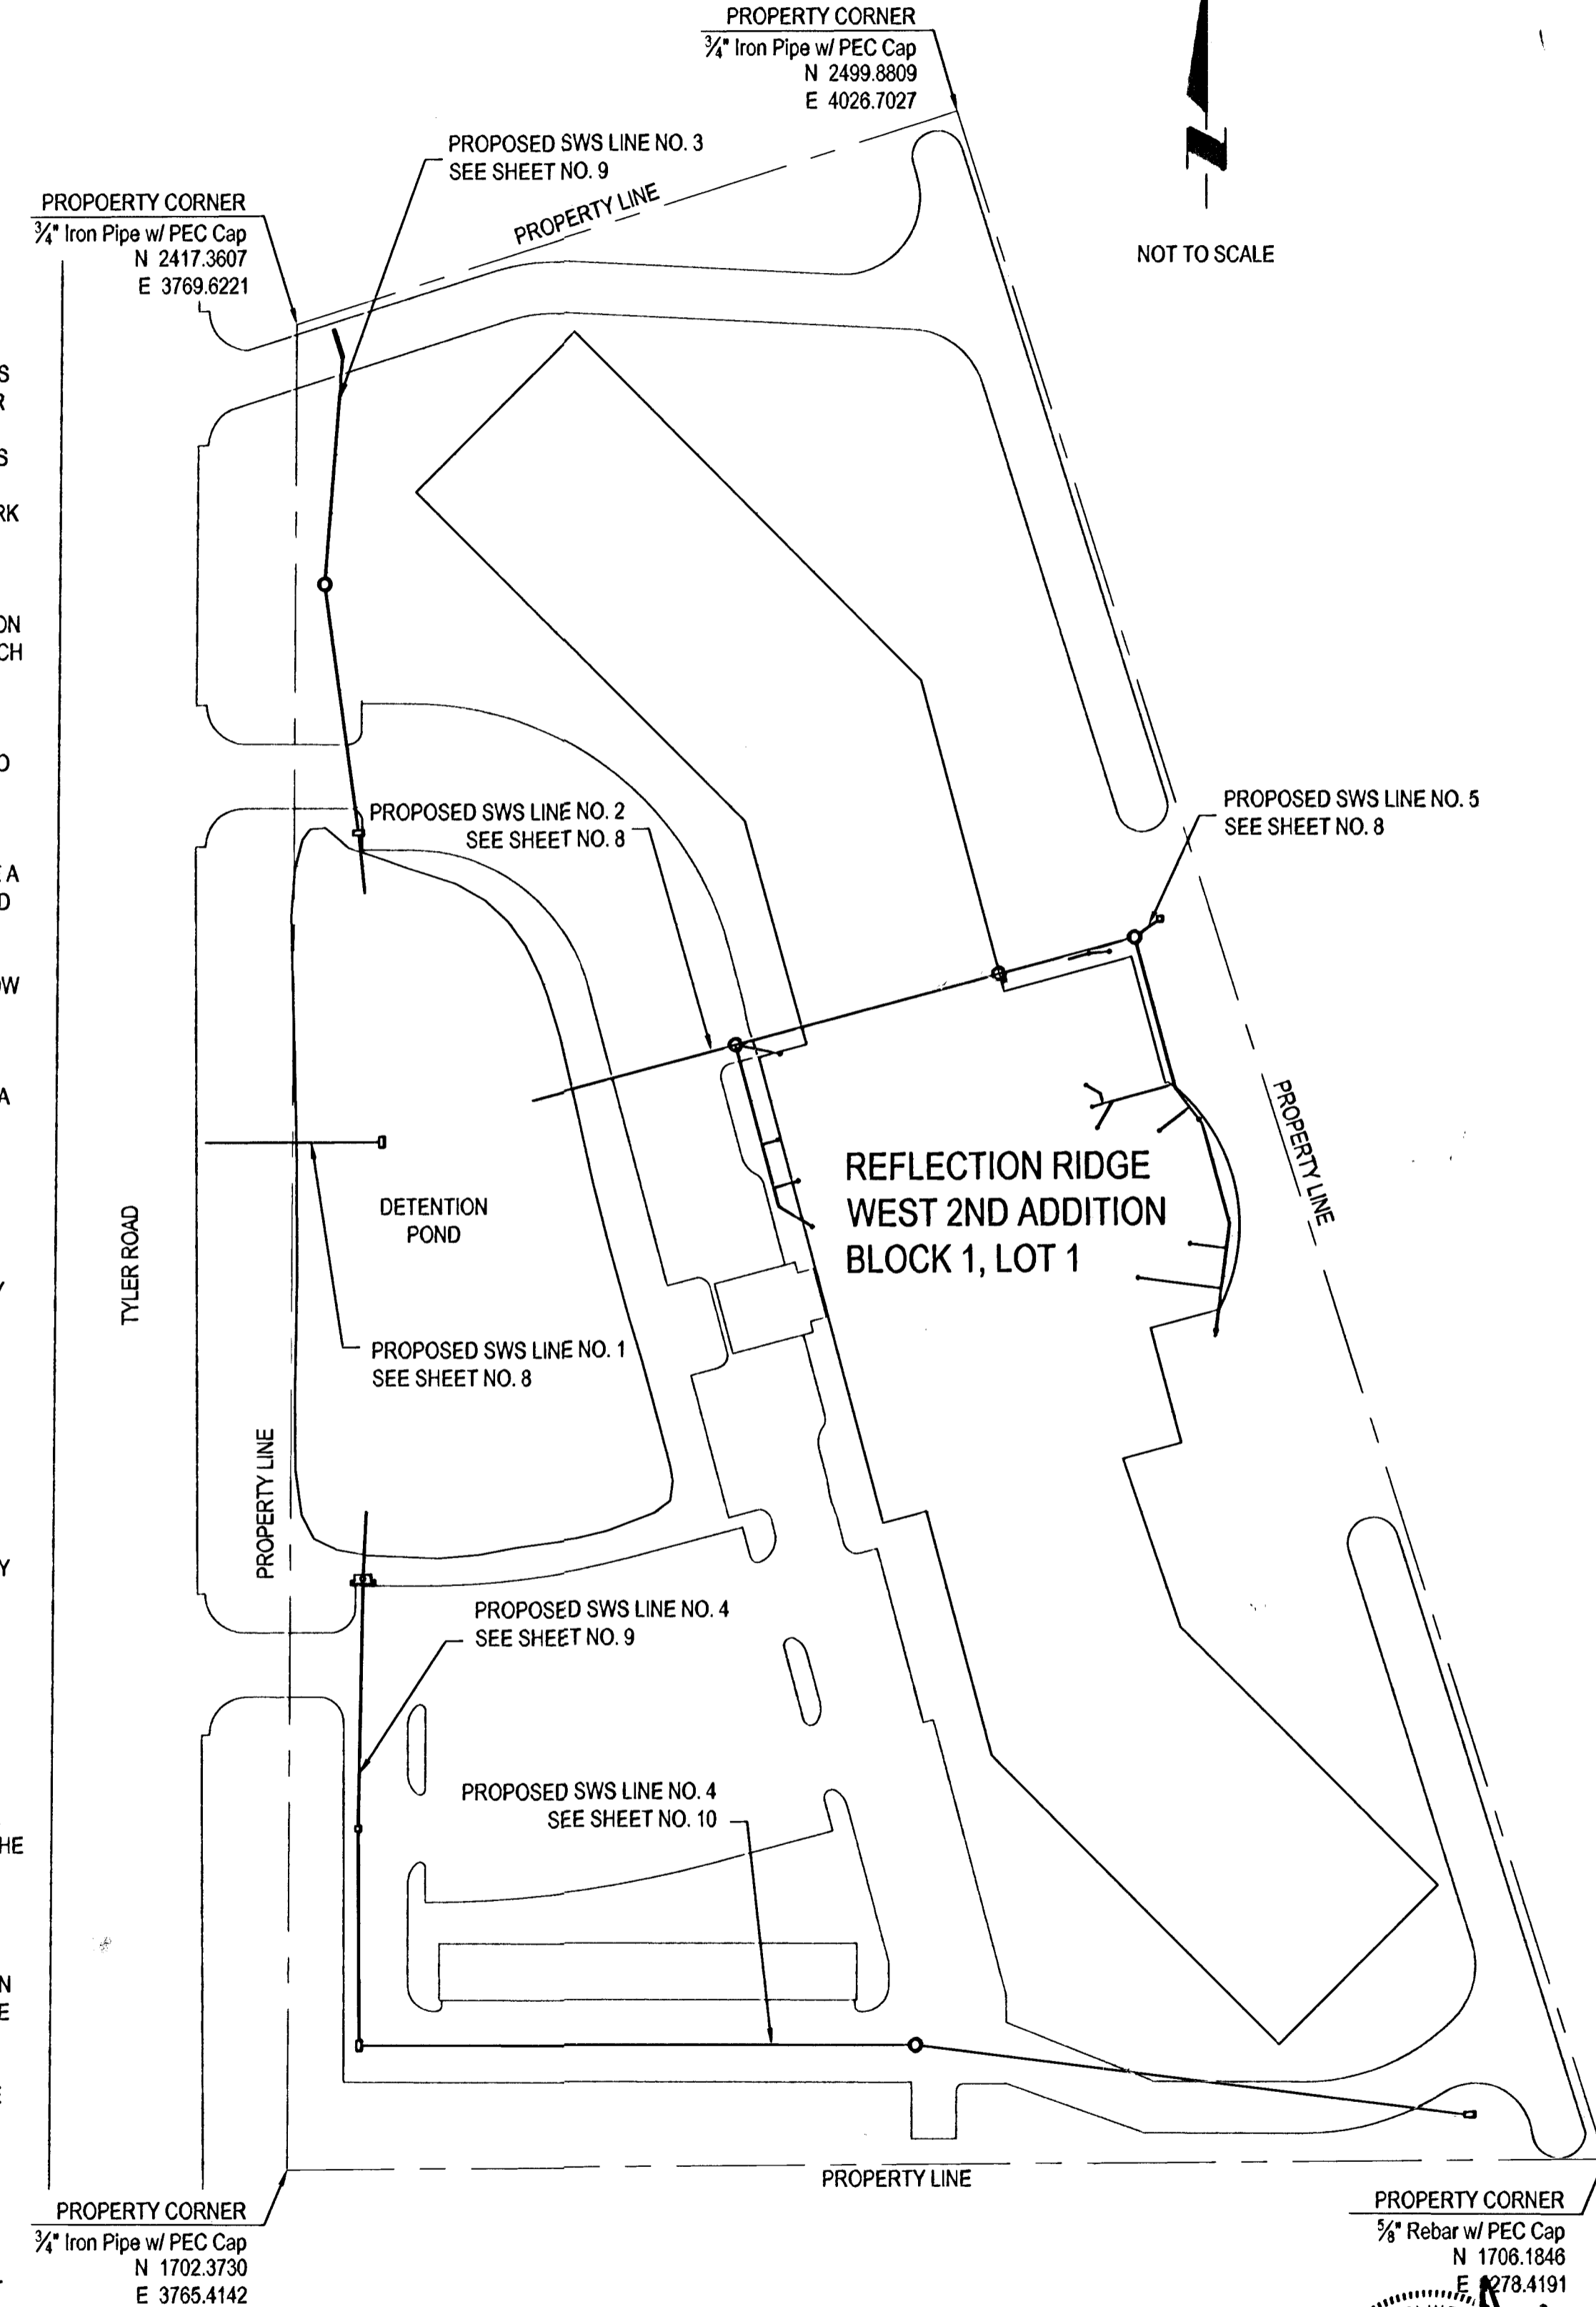 PROPERTY CORNER
3/4" Iron Pipe w/ PEC Cap
N 2499.8809
E 4026.7027
PROPOSED SWS LINE NO. 3
SEE SHEET NO. 9
PROPERTY LINE
N
NOT TO SCALE
PROPOERTY CORNER
3/4" Iron Pipe w/ PEC Cap
N 2417.3607
E 3769.6221
PROPOSED SWS LINE NO. 2
SEE SHEET NO. 8
PROPOSED SWS LINE NO. 5
SEE SHEET NO. 8
PROPERTY LINE
REFLECTION RIDGE
WEST 2ND ADDITION
BLOCK 1, LOT 1
DETENTION
POND
TYLER ROAD
PROPOSED SWS LINE NO. 1
SEE SHEET NO. 8
PROPERTY LINE
PROPOSED SWS LINE NO. 4
SEE SHEET NO. 9
PROPOSED SWS LINE NO. 4
SEE SHEET NO. 10
PROPERTY LINE
PROPERTY CORNER
3/4" Iron Pipe w/ PEC Cap
N 1702.3730
E 3765.4142
PROPERTY CORNER
5/8" Rebar w/ PEC Cap
N 1706.1846
E